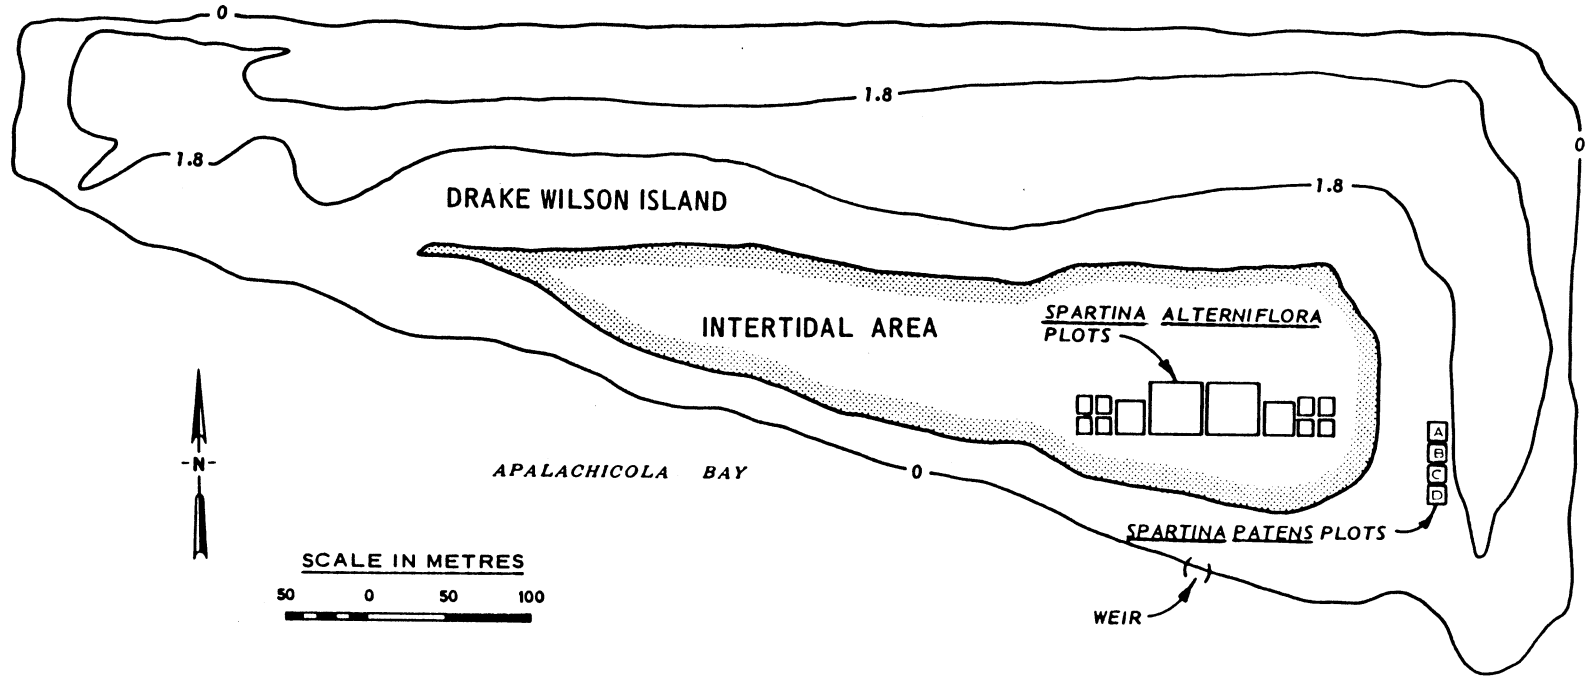 0
1.8
0
1.8
1.8
DRAKE WILSON ISLAND
SPARTINA ALTERNIFLORA
PLOTS
INTERTIDAL AREA
A
B
C
D
-N-
APALACHICOLA BAY
0
SPARTINA PATENS PLOTS
SCALE IN METRES
50 0 50 100
WEIR